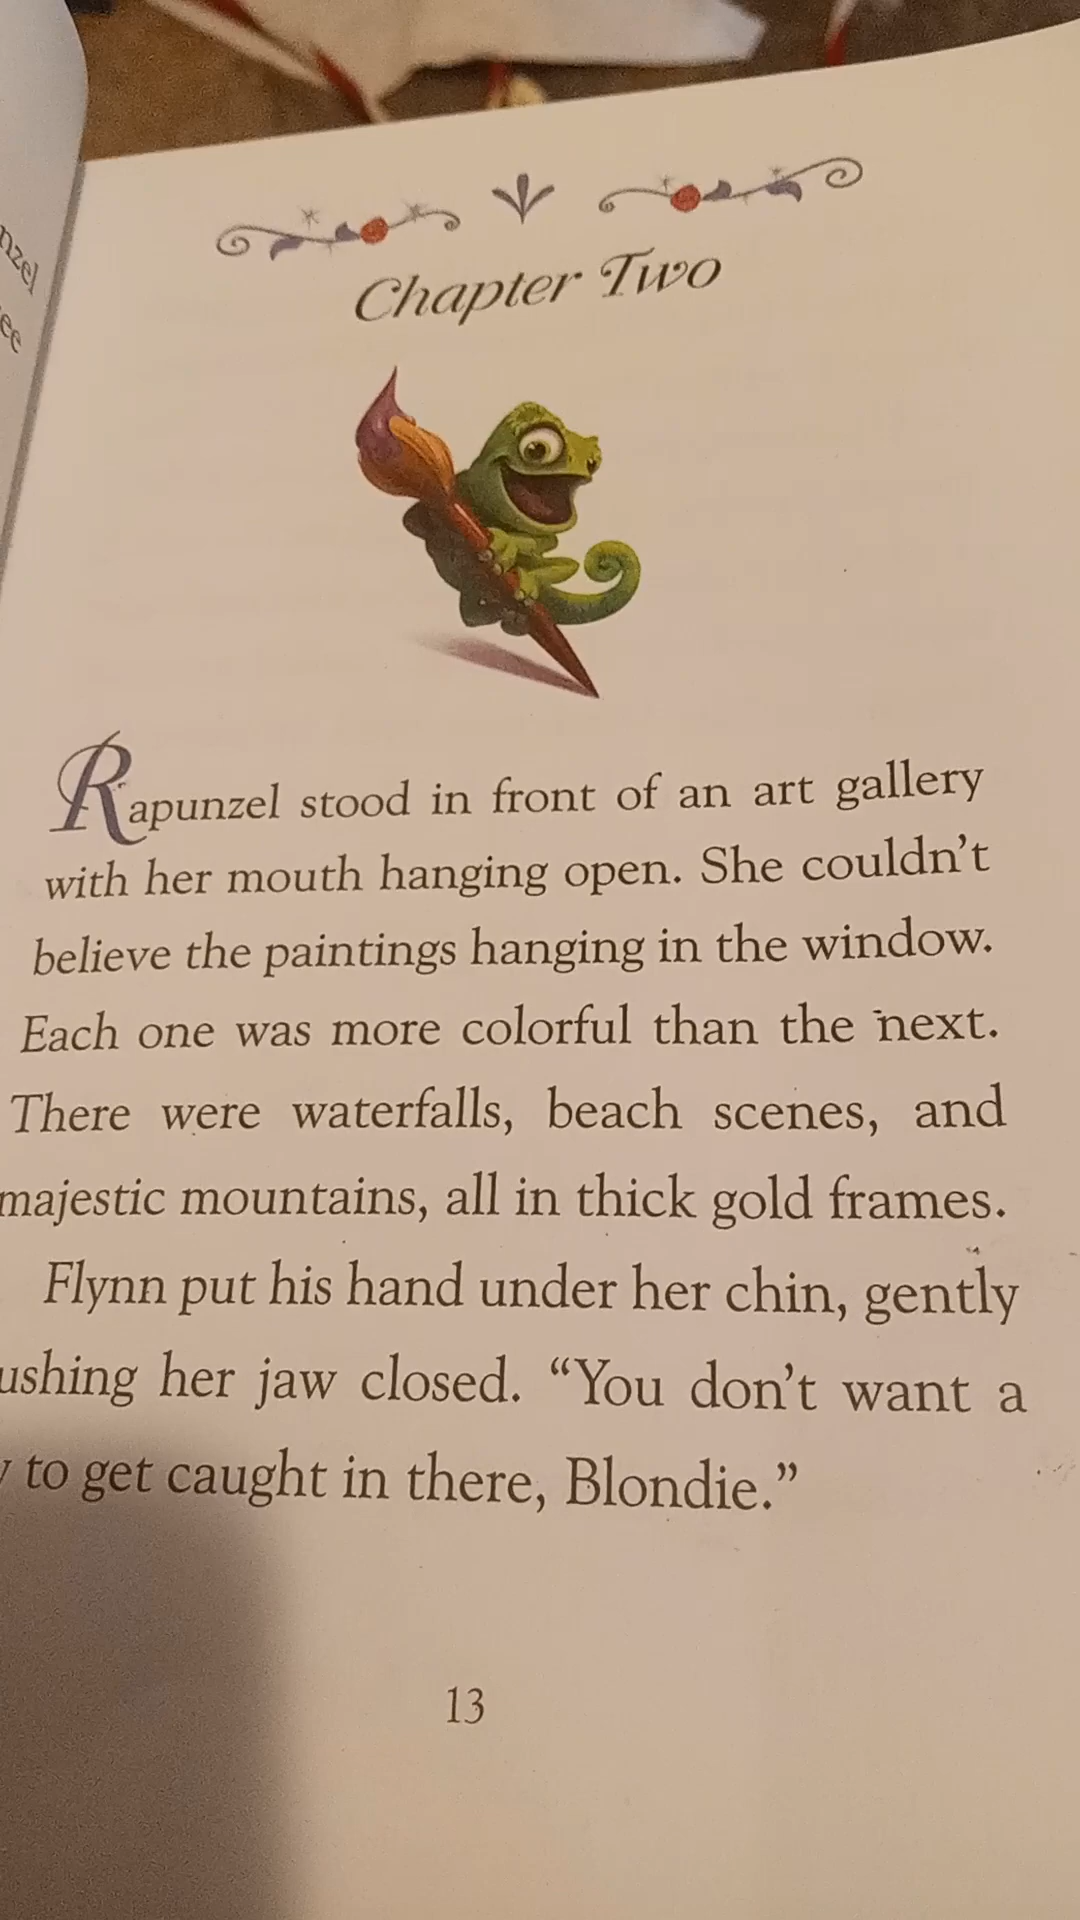 nzel
ee
Chapter Two
Rapunzel stood in front of an art gallery
with her mouth hanging open. She couldn't
believe the paintings hanging in the window.
Each one was more colorful than the next.
There were waterfalls, beach scenes, and
majestic mountains, all in thick gold frames.
Flynn put his hand under her chin, gently
ushing her jaw closed. “You don't want a
to get caught in there, Blondie.”
13